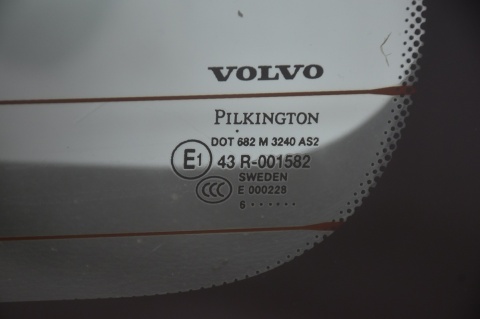 VOLVO
PILKINGTON
DOT 682 M 3240 AS2
E1 43 R-001582
CCC SWEDEN
E 000228
6 ......